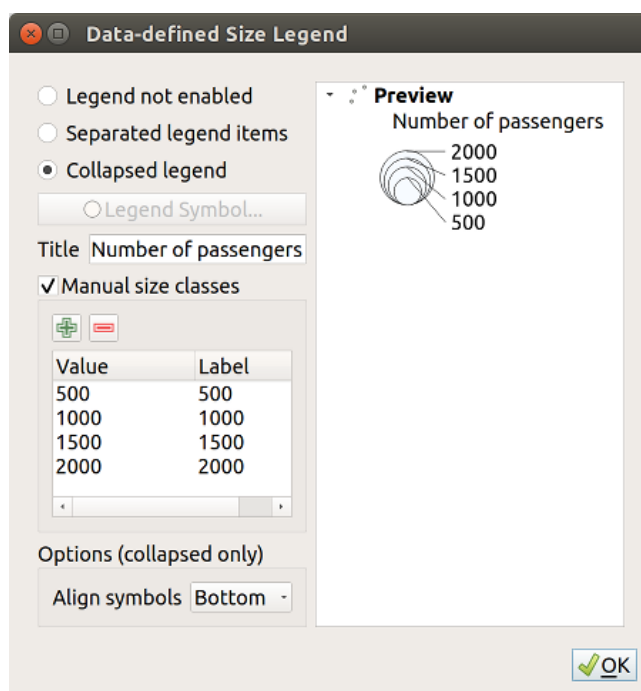 Data-defined Size Legend
Legend not enabled
Separated legend items
Collapsed legend
Legend Symbol...
Title Number of passengers
Manual size classes
Value Label
500 500
1000 1000
1500 1500
2000 2000
Options (collapsed only)
Align symbols Bottom
Preview
Number of passengers
2000
1500
1000
500
OK